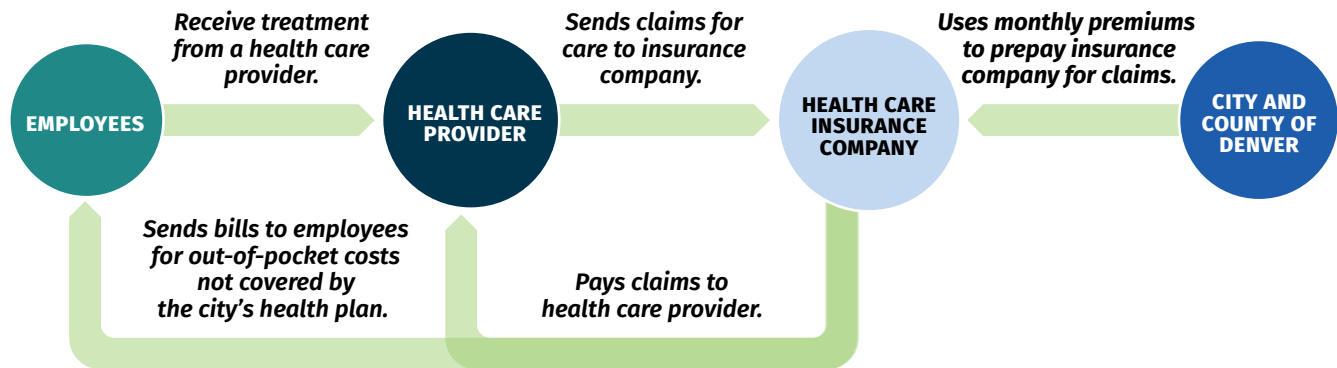 Receive treatment
from a health care
provider.
Sends claims for
care to insurance
company.
Uses monthly premiums
to prepay insurance
company for claims.
EMPLOYEES
HEALTH CARE
PROVIDER
HEALTH CARE
INSURANCE
COMPANY
CITY AND
COUNTY OF
DENVER
Sends bills to employees
for out-of-pocket costs
not covered by
the city's health plan.
Pays claims to
health care provider.